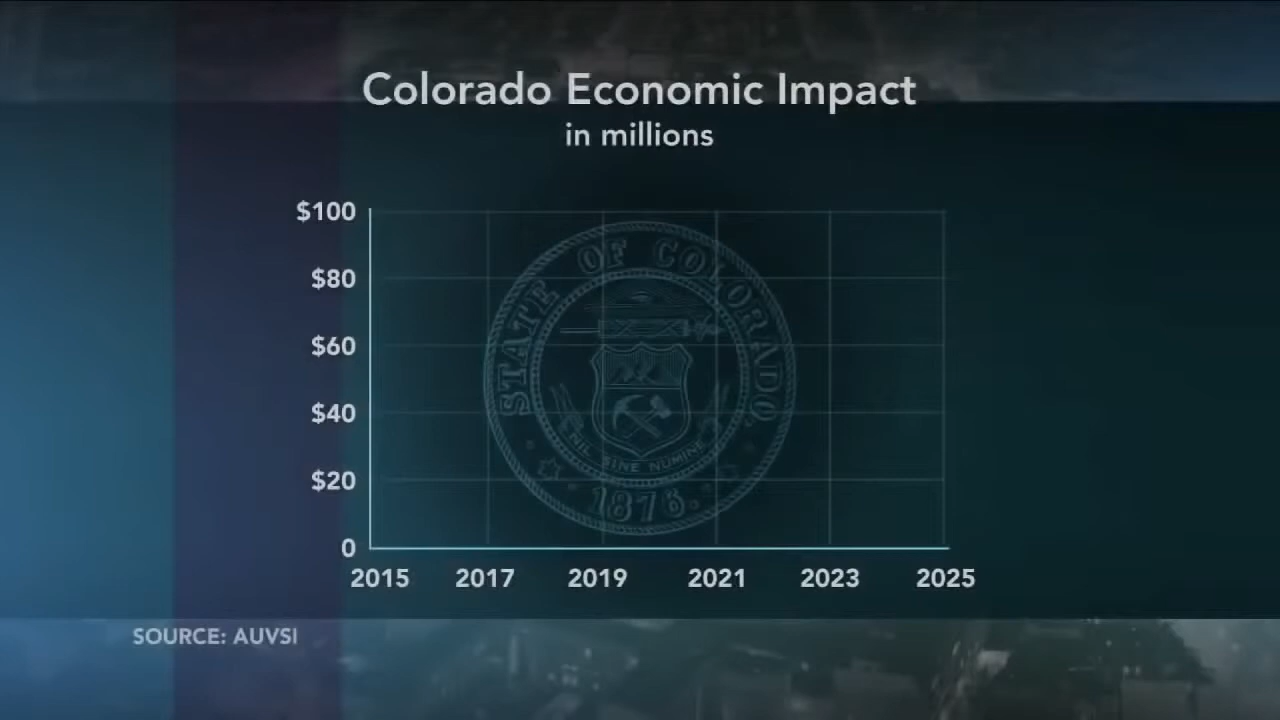 Colorado Economic Impact
in millions
$100
$80
$60
$40
$20
0
2015 2017 2019 2021 2023 2025
STATE OF COLORADO
NIL SINE NUMINE
1876
SOURCE: AUVSI